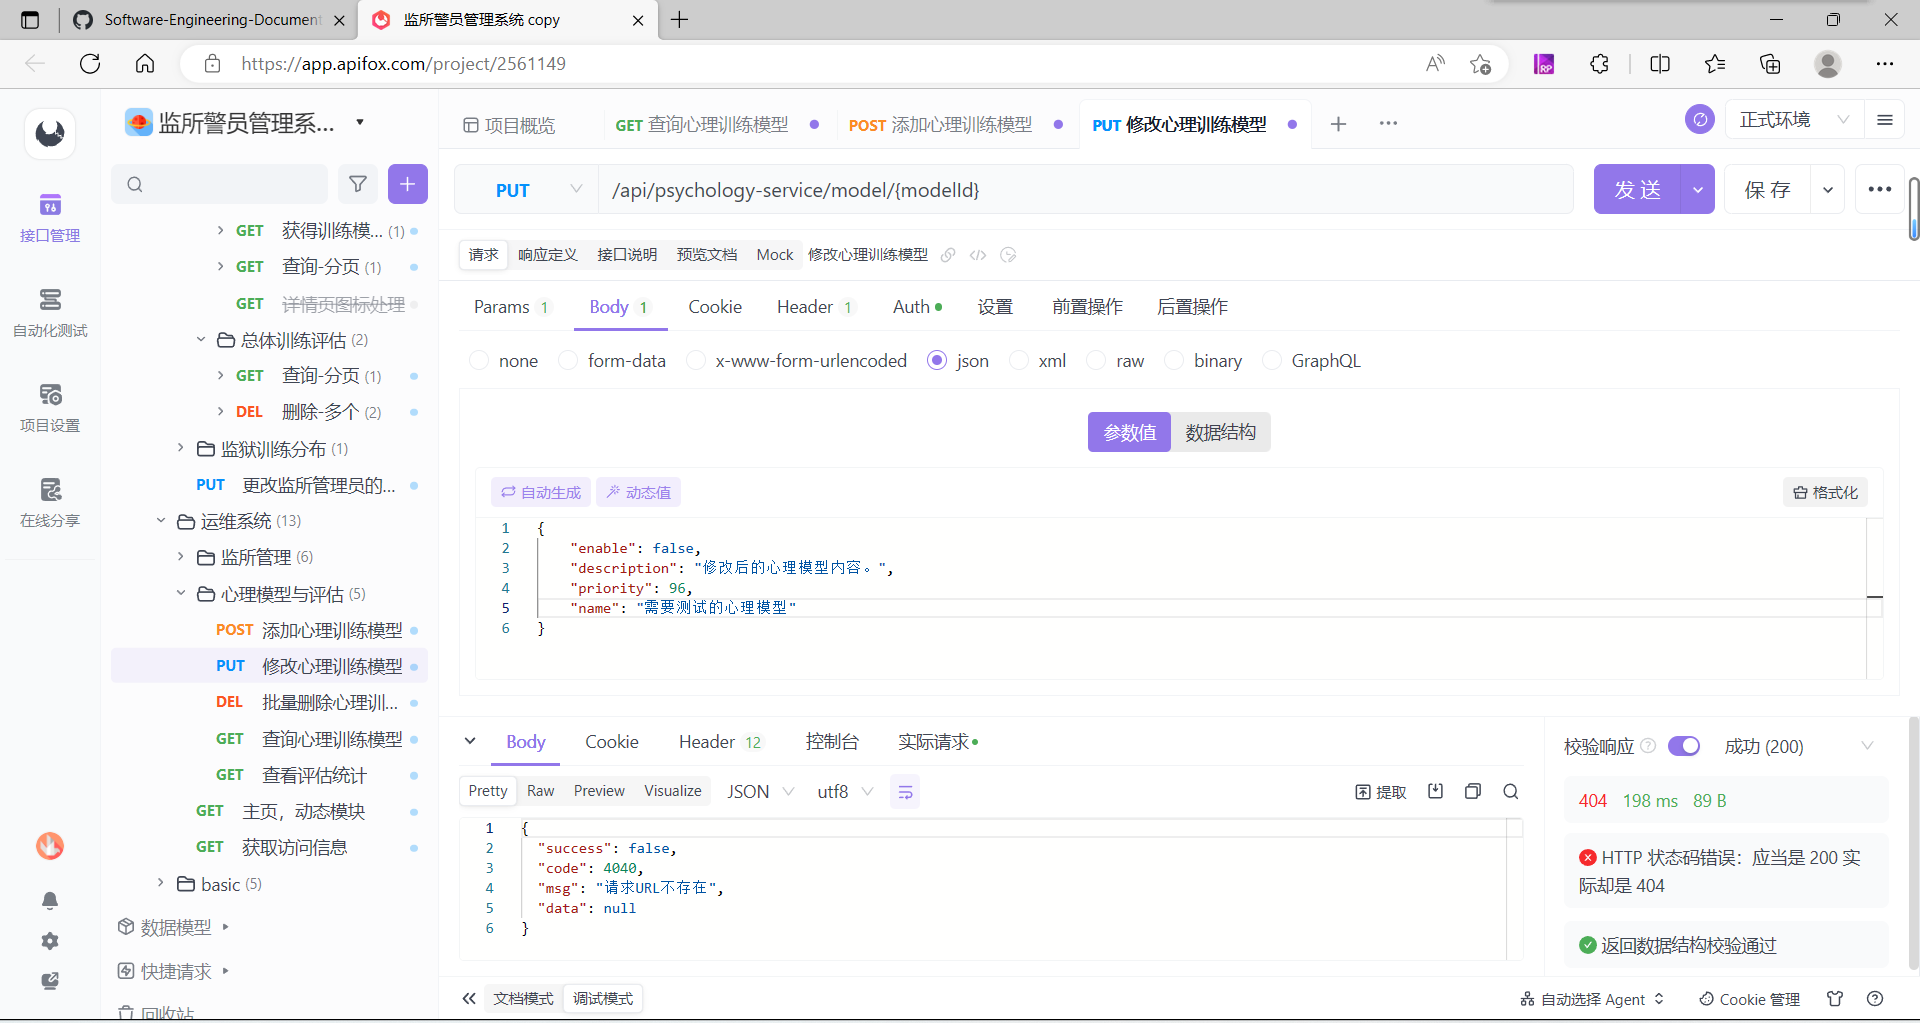 Software-Engineering-Document
监所警员管理系统 copy
https://app.apifox.com/project/2561149
监所警员管理系...
项目概览
GET 查询心理训练模型
POST 添加心理训练模型
PUT 修改心理训练模型
正式环境
PUT
/api/psychology-service/model/{modelId}
发 送
保 存
接口管理
自动化测试
项目设置
在线分享
GET 获得训练模... (1)
GET 查询-分页 (1)
GET 详情页图标处理
总体训练评估 (2)
GET 查询-分页 (1)
DEL 删除-多个 (2)
监狱训练分布 (1)
PUT 更改监所管理员的...
运维系统 (13)
监所管理 (6)
心理模型与评估 (5)
POST 添加心理训练模型
PUT 修改心理训练模型
DEL 批量删除心理训...
GET 查询心理训练模型
GET 查看评估统计
GET 主页，动态模块
GET 获取访问信息
basic (5)
数据模型
快捷请求
回收站
请求 响应定义 接口说明 预览文档 Mock 修改心理训练模型
Params 1 Body 1 Cookie Header 1 Auth 设置 前置操作 后置操作
none form-data x-www-form-urlencoded json xml raw binary GraphQL
参数值 数据结构
自动生成 动态值 格式化
1 {
2 "enable": false,
3 "description": "修改后的心理模型内容。",
4 "priority": 96,
5 "name": "需要测试的心理模型"
6 }
Body Cookie Header 12 控制台 实际请求
Pretty Raw Preview Visualize JSON utf8 提取
1 {
2 "success": false,
3 "code": 4040,
4 "msg": "请求URL不存在",
5 "data": null
6 }
校验响应 成功 (200)
404 198 ms 89 B
HTTP 状态码错误：应当是 200 实
际却是 404
返回数据结构校验通过
文档模式 调试模式
自动选择 Agent Cookie 管理